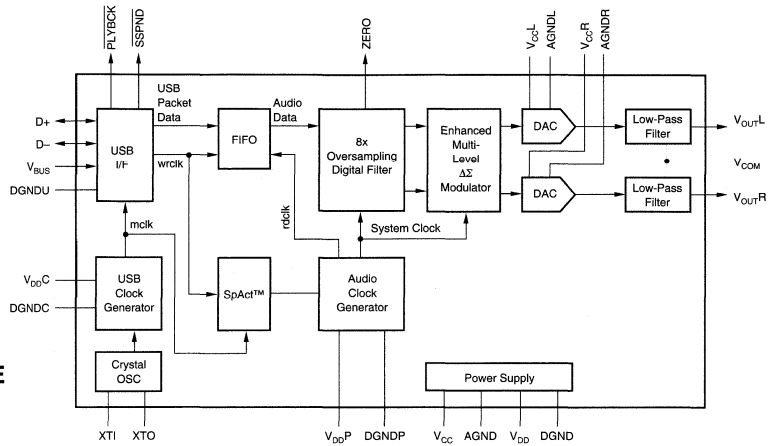 PLYBCK
SSPND
ZERO
VCCL
AGNDL
VCCR
AGNDR
D+
D–
VBUS
DGNDU
USB
I/F
USB
Packet
Data
wrclk
FIFO
Audio
Data
8x
Oversampling
Digital Filter
Enhanced
Multi-
Level
ΔΣ
Modulator
DAC
DAC
Low-Pass
Filter
Low-Pass
Filter
VOUTL
VCOM
VOUTR
mclk
rdclk
System Clock
VDDC
DGNDC
USB
Clock
Generator
SpAct™
Audio
Clock
Generator
Crystal
OSC
Power Supply
E
XTI
XTO
VDDP
DGNDP
VCC
AGND
VDD
DGND